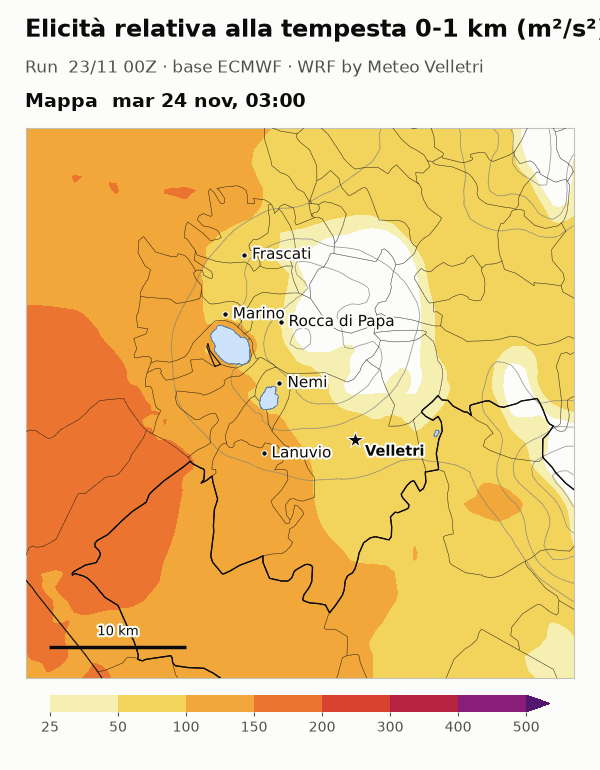 Elicità relativa alla tempesta 0-1 km (m²/s²)
Run  23/11 00Z · base ECMWF · WRF by Meteo Velletri
Mappa  mar 24 nov, 03:00
Frascati
Marino
Rocca di Papa
Nemi
Velletri
Lanuvio
10 km
25 50 100 150 200 300 400 500